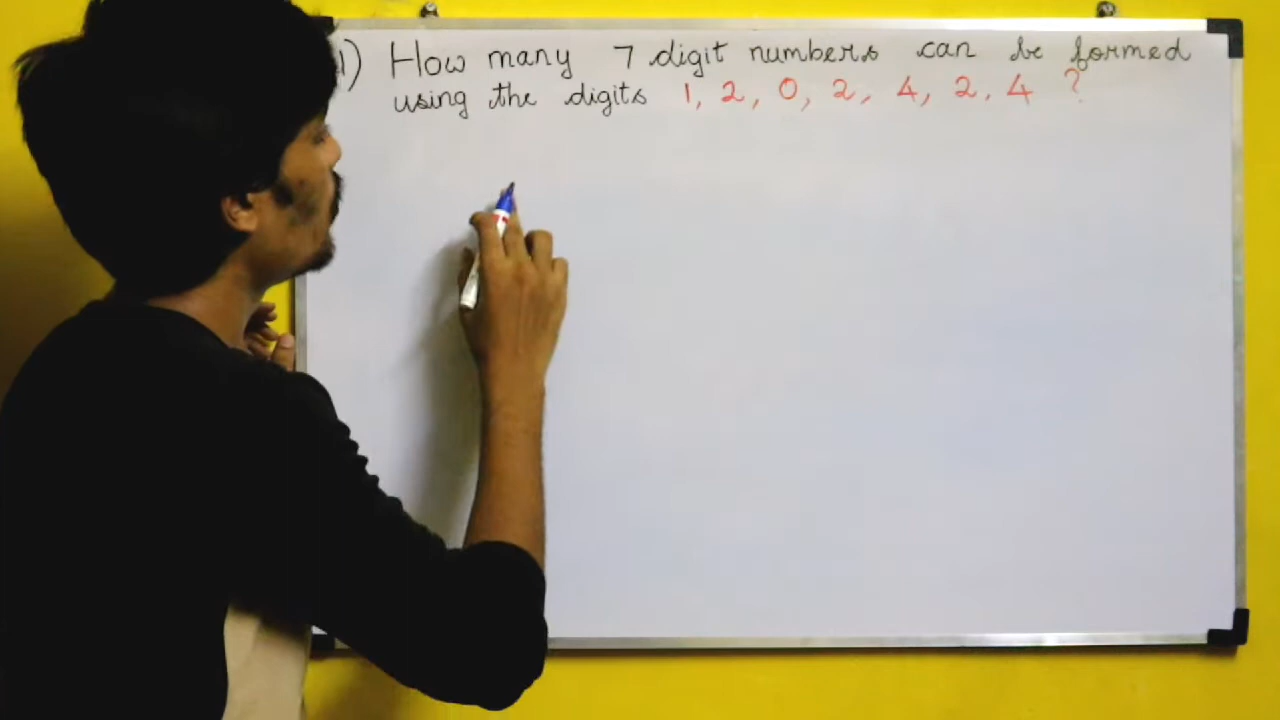 1) How many 7 digit numbers can be formed
using the digits 1, 2, 0, 2, 4, 2, 4 ?